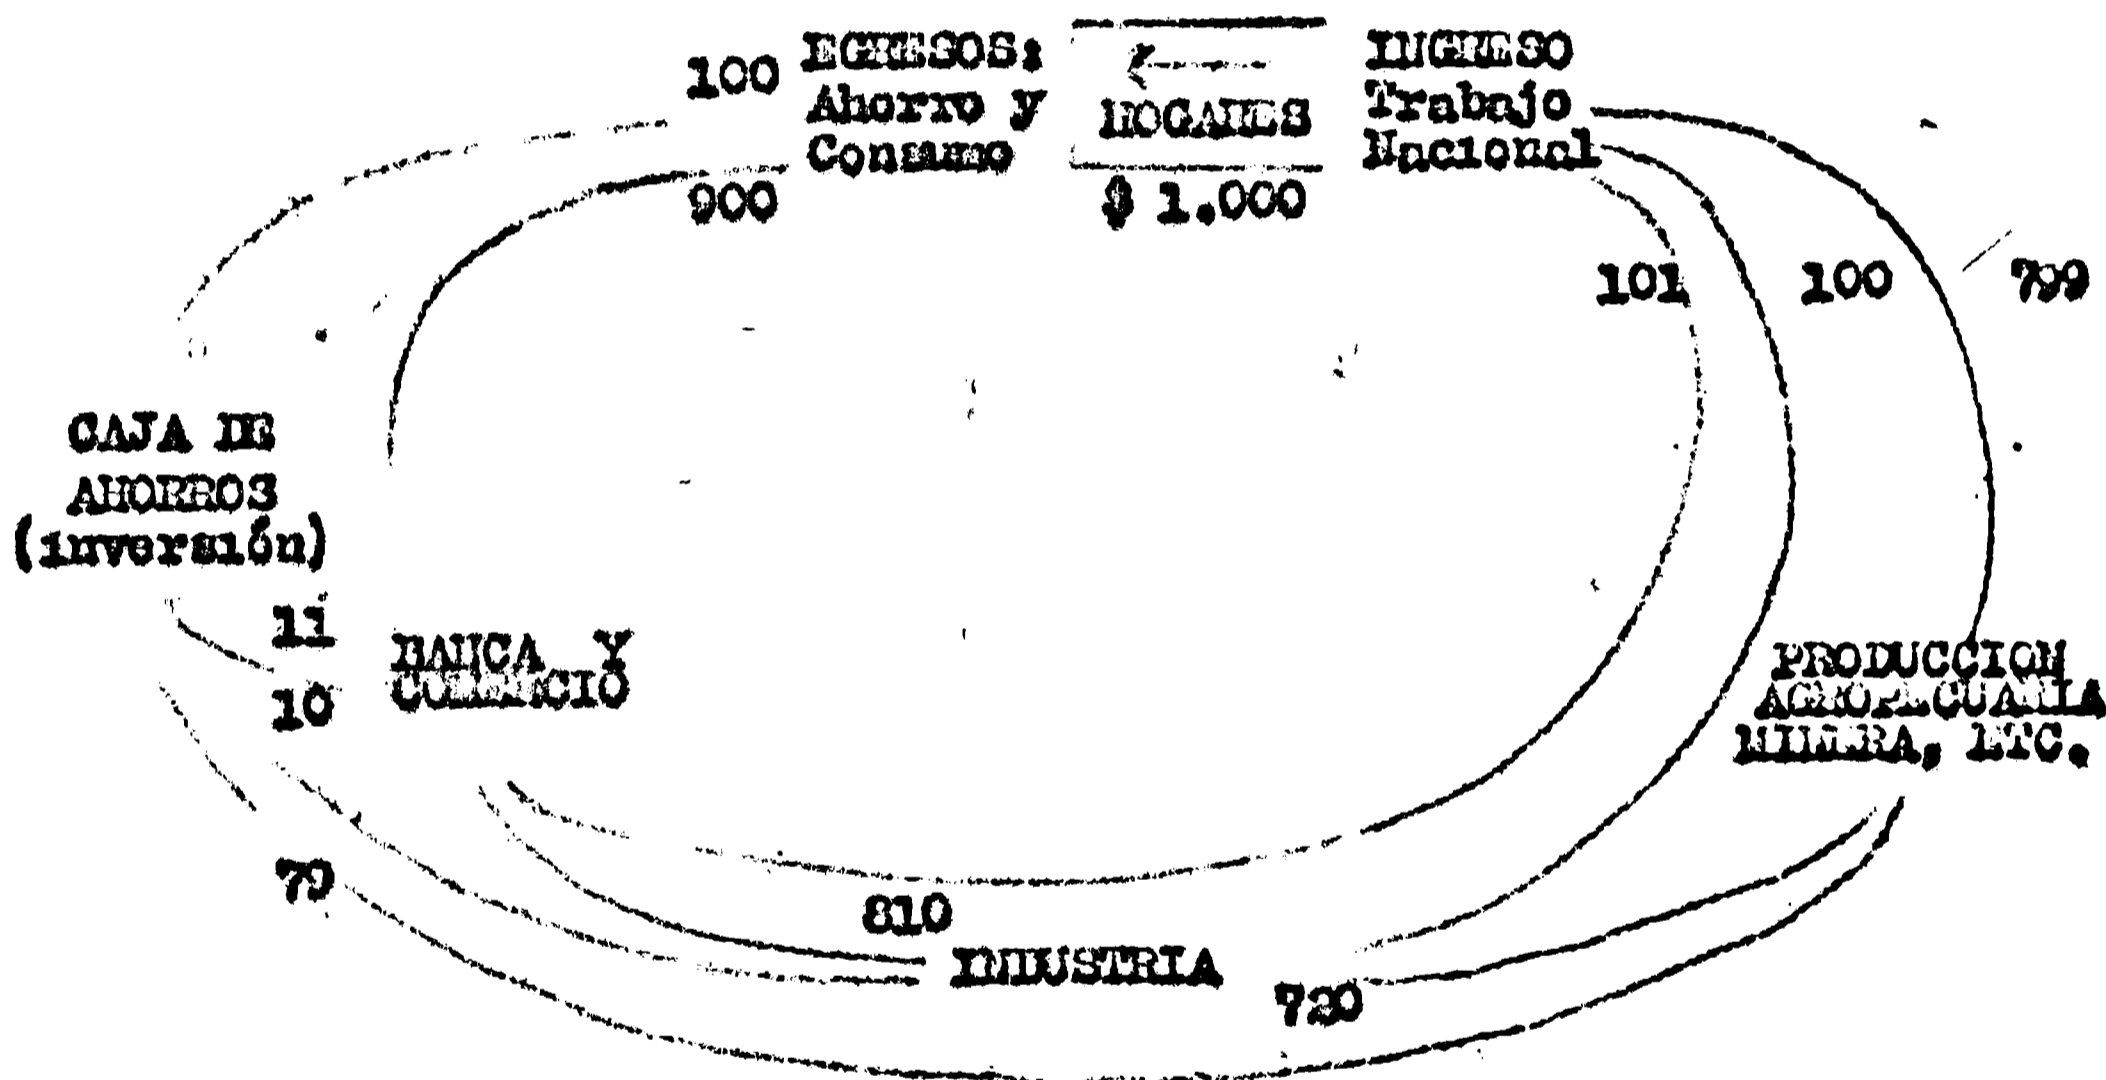 100 EGRESOS:
Ahorro y
Consumo
900
HOGARES
$ 1.000
INGRESO
Trabajo
Nacional
101 100 799
CAJA DE
AHORROS
(inversión)
11
10
BANCA Y
COMERCIO
PRODUCCION
AGROPECUARIA
MINERA, ETC.
79
810
INDUSTRIA
720